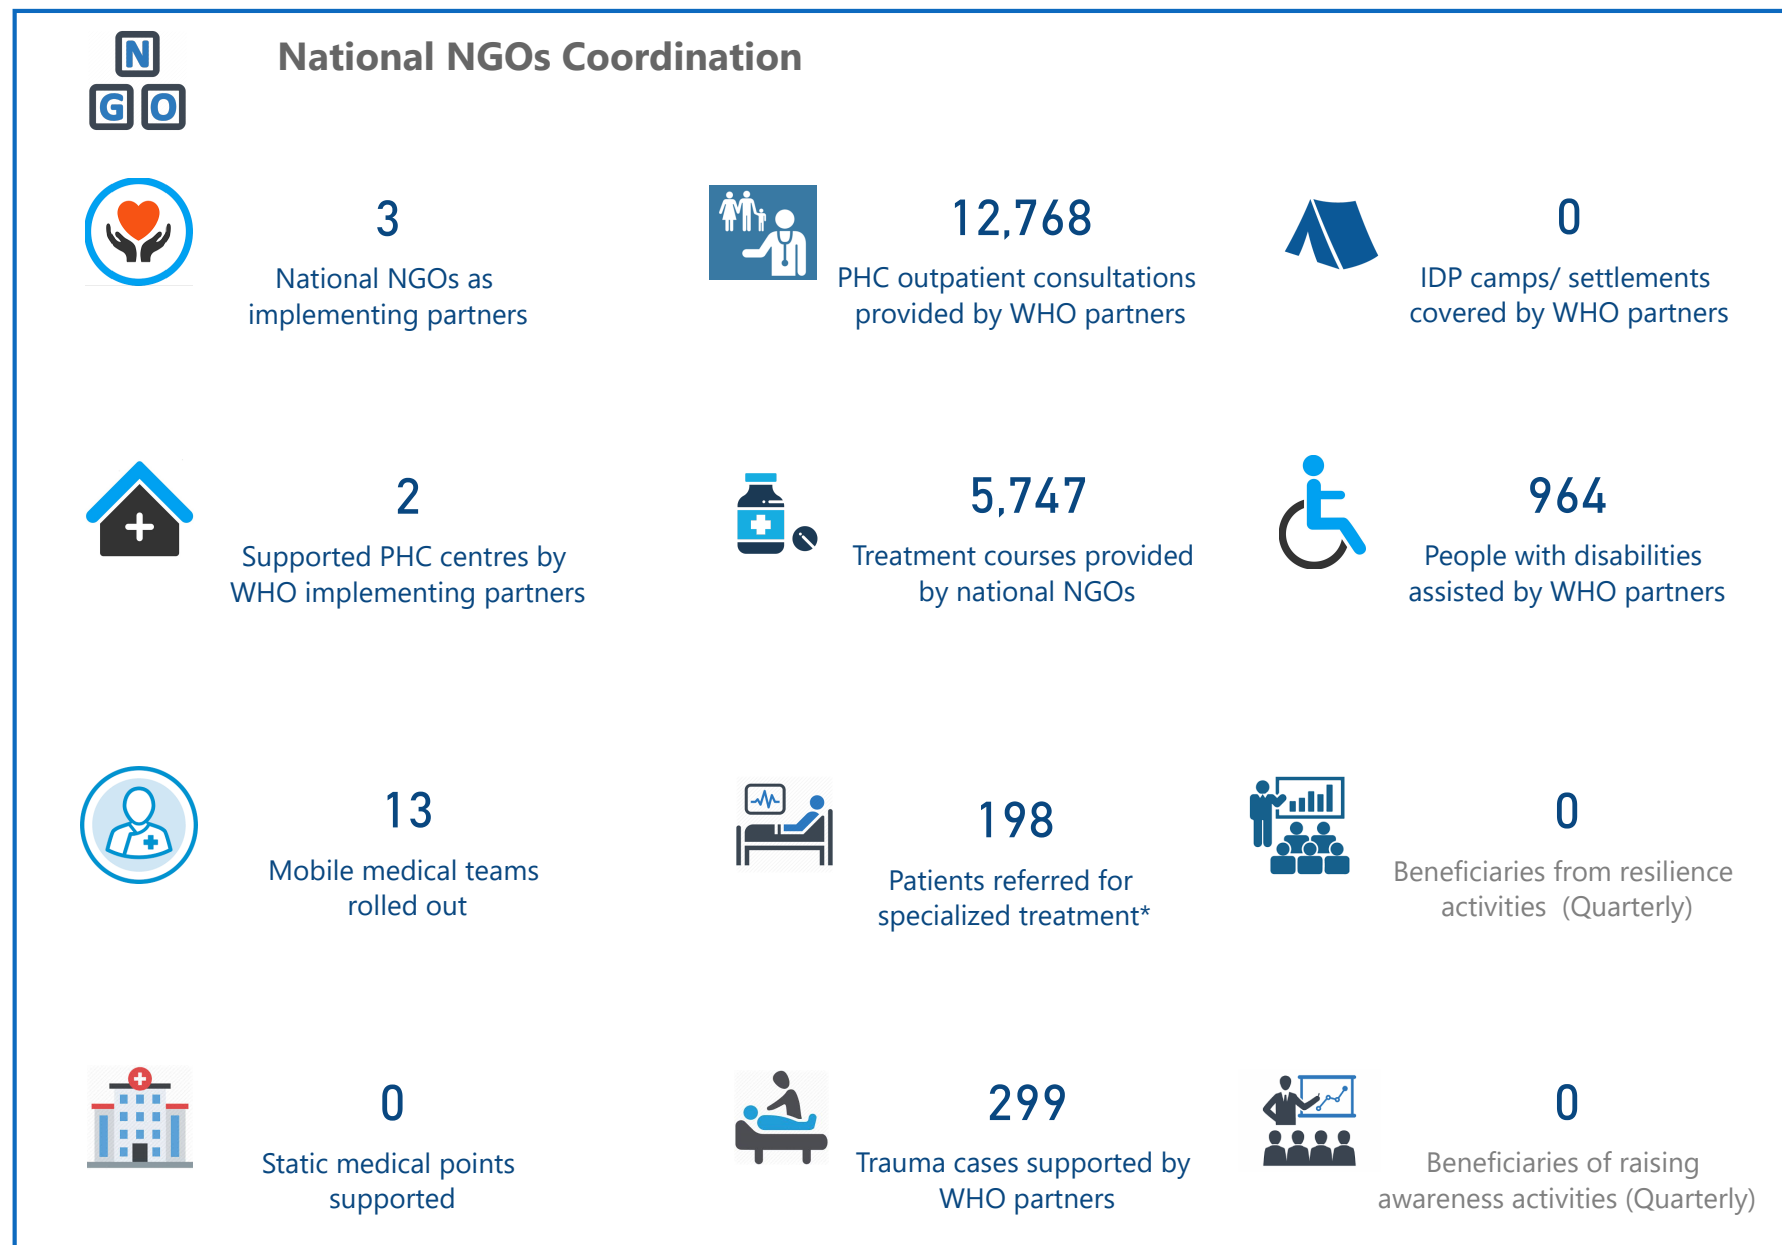 N
GO
National NGOs Coordination
3
National NGOs as
implementing partners
12,768
PHC outpatient consultations
provided by WHO partners
0
IDP camps/ settlements
covered by WHO partners
2
Supported PHC centres by
WHO implementing partners
5,747
Treatment courses provided
by national NGOs
964
People with disabilities
assisted by WHO partners
13
Mobile medical teams
rolled out
198
Patients referred for
specialized treatment*
0
Beneficiaries from resilience
activities  (Quarterly)
0
Static medical points
supported
299
Trauma cases supported by
WHO partners
0
Beneficiaries of raising
awareness activities (Quarterly)